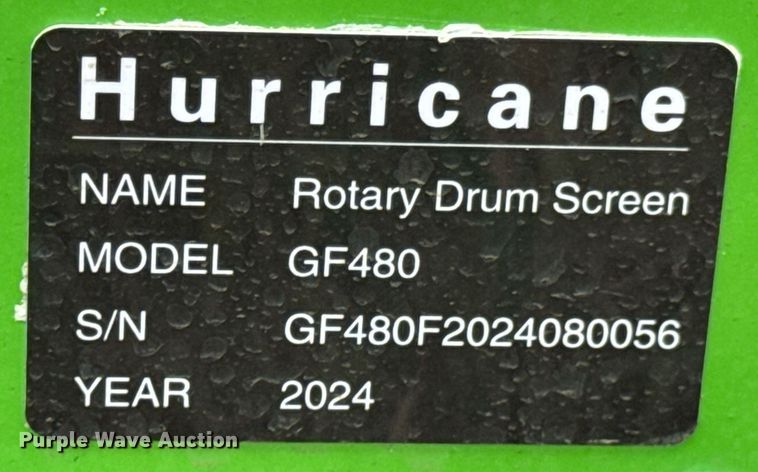 Hurricane
NAME Rotary Drum Screen
MODEL GF480
S/N GF480F2024080056
YEAR 2024
Purple Wave Auction